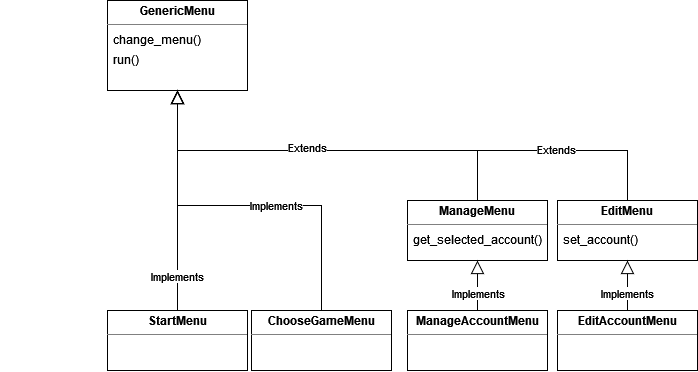 GenericMenu
change_menu()
run()
Extends
Extends
Implements
ManageMenu
EditMenu
get_selected_account()
set_account()
Implements
Implements
Implements
StartMenu
ChooseGameMenu
ManageAccountMenu
EditAccountMenu